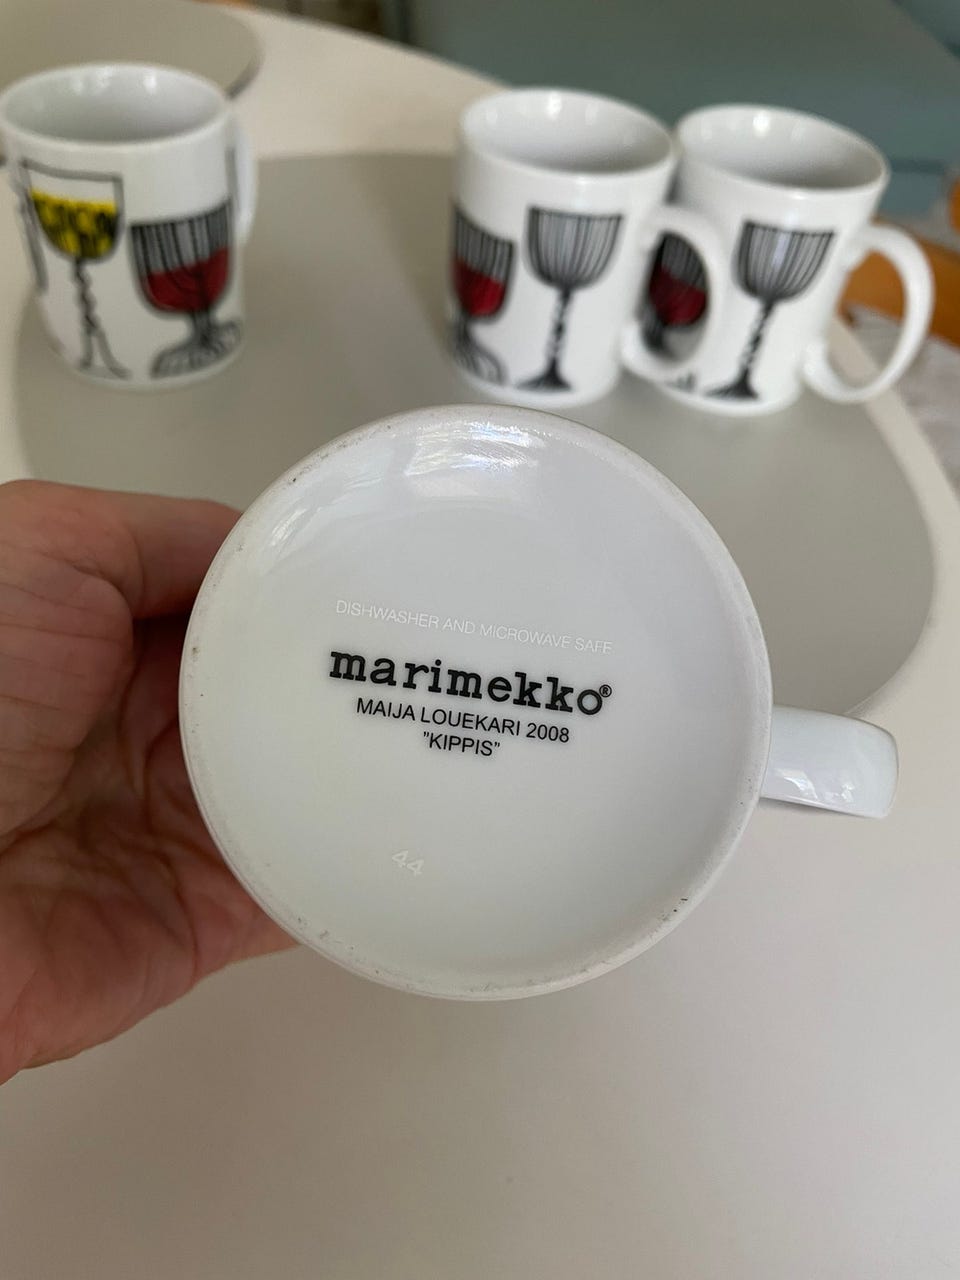 DISHWASHER AND MICROWAVE SAFE
marimekko®
MAIJA LOUEKARI 2008
”KIPPIS”
44